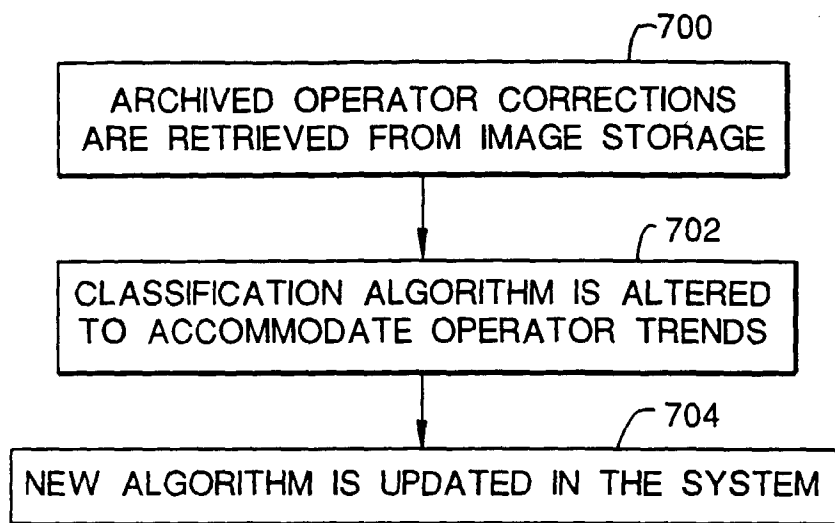 700
ARCHIVED OPERATOR CORRECTIONS
ARE RETRIEVED FROM IMAGE STORAGE
702
CLASSIFICATION ALGORITHM IS ALTERED
TO ACCOMMODATE OPERATOR TRENDS
704
NEW ALGORITHM IS UPDATED IN THE SYSTEM